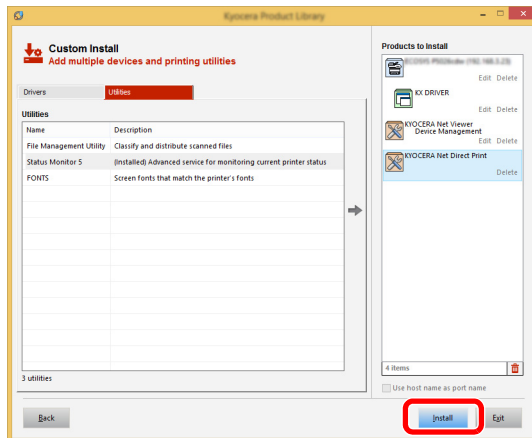 Kyocera Product Library
Custom Install
Add multiple devices and printing utilities
Drivers
Utilities
Utilities
Name Description
File Management Utility Classify and distribute scanned files
Status Monitor 5 (Installed) Advanced service for monitoring current printer status
FONTS Screen fonts that match the printer's fonts
3 utilities
Products to Install
Edit Delete
KX DRIVER
Edit Delete
KYOCERA Net Viewer
Device Management
Edit Delete
KYOCERA Net Direct Print
Delete
4 items
Use host name as port name
Back
Install
Exit